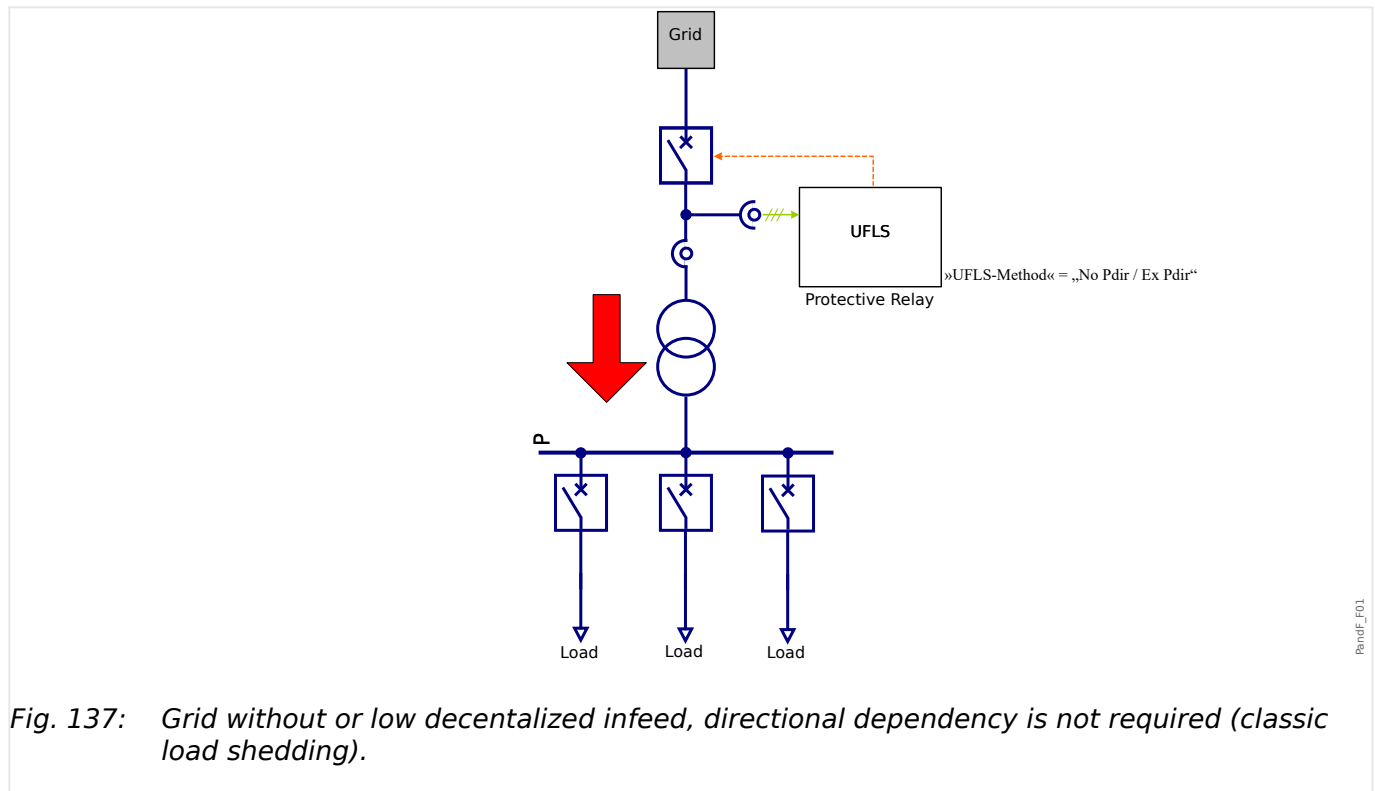 Grid
UFLS
»UFLS-Method« = „No Pdir / Ex Pdir“
Protective Relay
P
Load
Load
Load
PandF_F01
Fig. 137: Grid without or low decentalized infeed, directional dependency is not required (classic
load shedding).